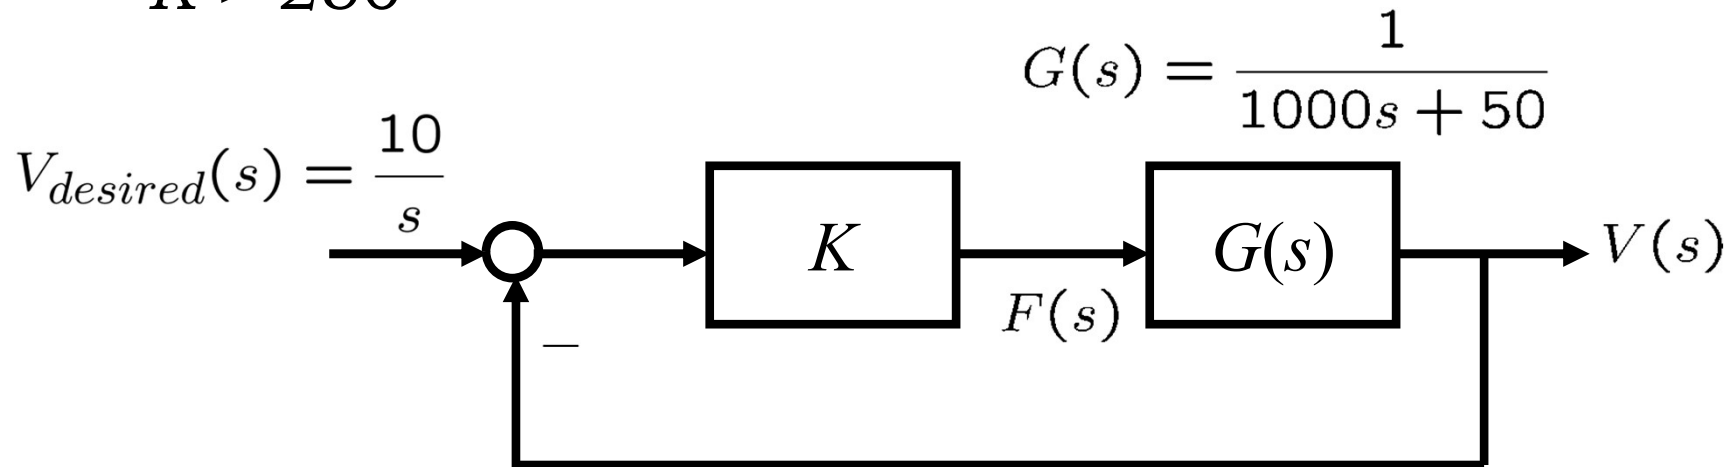 G(s) = 1 / (1000s + 50)
V_desired(s) = 10 / s
K
G(s)
V(s)
F(s)
−